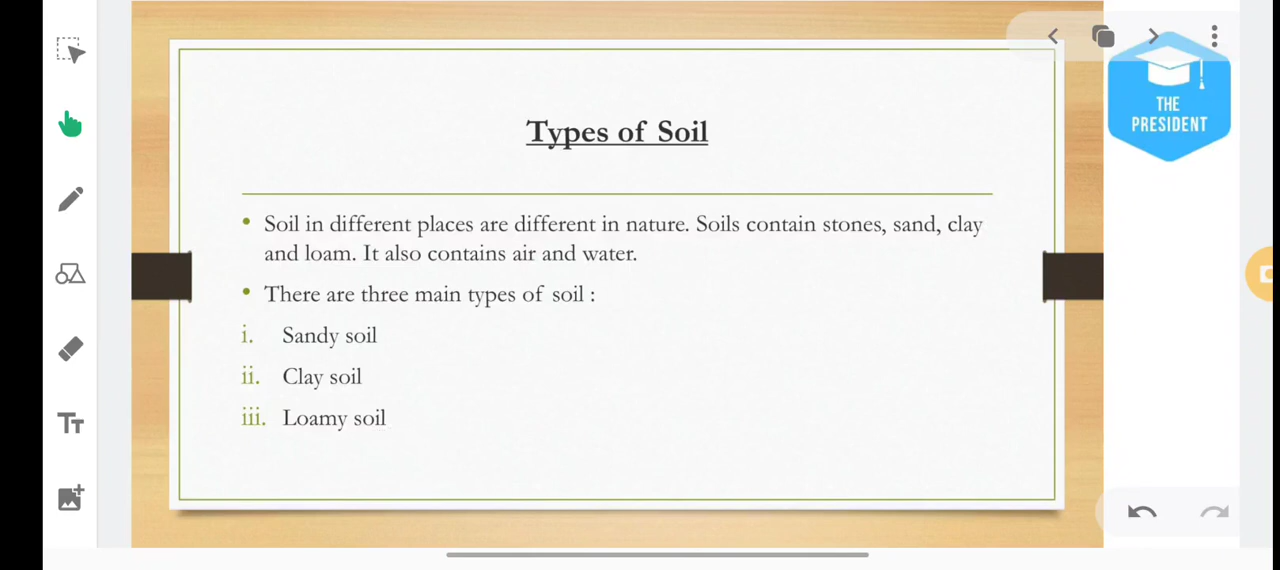 THE
PRESIDENT
Types of Soil
• Soil in different places are different in nature. Soils contain stones, sand, clay
and loam. It also contains air and water.
• There are three main types of soil :
i. Sandy soil
ii. Clay soil
iii. Loamy soil
Tт